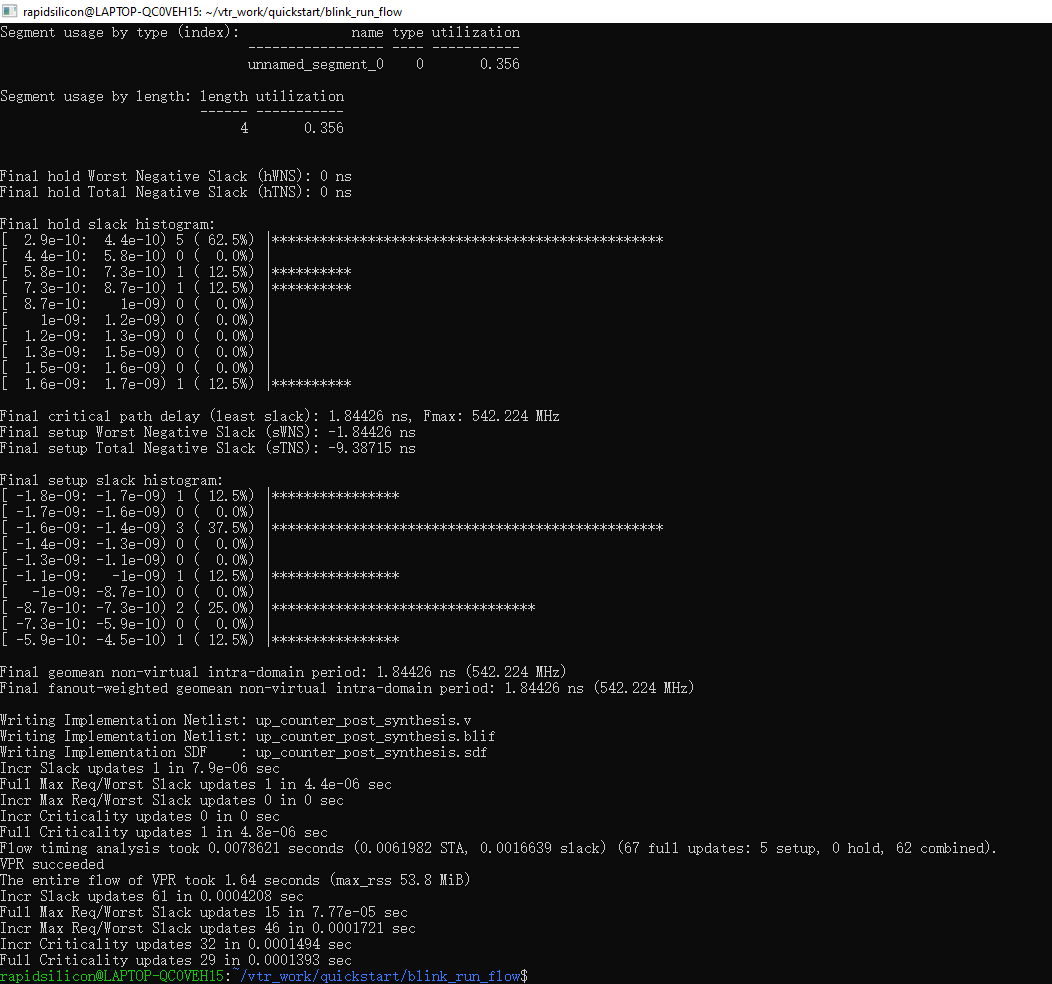 rapidsilicon@LAPTOP-QC0VEH15: ~/vtr_work/quickstart/blink_run_flow
Segment usage by type (index):              name type utilization
                               ----------------- ---- -----------
                               unnamed_segment_0    0       0.356

Segment usage by length: length utilization
                         ------ -----------
                              4       0.356

Final hold Worst Negative Slack (hWNS): 0 ns
Final hold Total Negative Slack (hTNS): 0 ns

Final hold slack histogram:
[  2.9e-10:  4.4e-10) 5 ( 62.5%) |*************************************************
[  4.4e-10:  5.8e-10) 0 (  0.0%) |
[  5.8e-10:  7.3e-10) 1 ( 12.5%) |**********
[  7.3e-10:  8.7e-10) 1 ( 12.5%) |**********
[  8.7e-10:    1e-09) 0 (  0.0%) |
[    1e-09:  1.2e-09) 0 (  0.0%) |
[  1.2e-09:  1.3e-09) 0 (  0.0%) |
[  1.3e-09:  1.5e-09) 0 (  0.0%) |
[  1.5e-09:  1.6e-09) 0 (  0.0%) |
[  1.6e-09:  1.7e-09) 1 ( 12.5%) |**********

Final critical path delay (least slack): 1.84426 ns, Fmax: 542.224 MHz
Final setup Worst Negative Slack (sWNS): -1.84426 ns
Final setup Total Negative Slack (sTNS): -9.38715 ns

Final setup slack histogram:
[ -1.8e-09: -1.7e-09) 1 ( 12.5%) |****************
[ -1.7e-09: -1.6e-09) 0 (  0.0%) |
[ -1.6e-09: -1.4e-09) 3 ( 37.5%) |*************************************************
[ -1.4e-09: -1.3e-09) 0 (  0.0%) |
[ -1.3e-09: -1.1e-09) 0 (  0.0%) |
[ -1.1e-09:   -1e-09) 1 ( 12.5%) |****************
[   -1e-09: -8.7e-10) 0 (  0.0%) |
[ -8.7e-10: -7.3e-10) 2 ( 25.0%) |*********************************
[ -7.3e-10: -5.9e-10) 0 (  0.0%) |
[ -5.9e-10: -4.5e-10) 1 ( 12.5%) |****************

Final geomean non-virtual intra-domain period: 1.84426 ns (542.224 MHz)
Final fanout-weighted geomean non-virtual intra-domain period: 1.84426 ns (542.224 MHz)

Writing Implementation Netlist: up_counter_post_synthesis.v
Writing Implementation Netlist: up_counter_post_synthesis.blif
Writing Implementation SDF    : up_counter_post_synthesis.sdf
Incr Slack updates 1 in 7.9e-06 sec
Full Max Req/Worst Slack updates 1 in 4.4e-06 sec
Incr Max Req/Worst Slack updates 0 in 0 sec
Incr Criticality updates 0 in 0 sec
Full Criticality updates 1 in 4.8e-06 sec
Flow timing analysis took 0.0078621 seconds (0.0061982 STA, 0.0016639 slack) (67 full updates: 5 setup, 0 hold, 62 combined).
VPR succeeded
The entire flow of VPR took 1.64 seconds (max_rss 53.8 MiB)
Incr Slack updates 61 in 0.0004208 sec
Full Max Req/Worst Slack updates 15 in 7.77e-05 sec
Incr Max Req/Worst Slack updates 46 in 0.0001721 sec
Incr Criticality updates 32 in 0.0001494 sec
Full Criticality updates 29 in 0.0001393 sec
rapidsilicon@LAPTOP-QC0VEH15:~/vtr_work/quickstart/blink_run_flow$